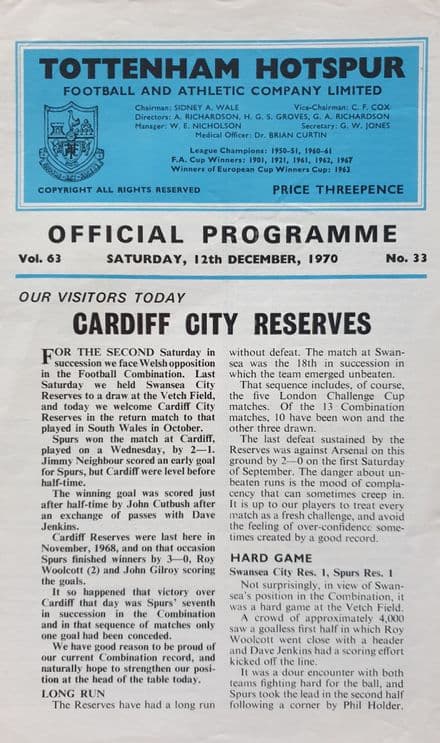 TOTTENHAM HOTSPUR
FOOTBALL AND ATHLETIC COMPANY LIMITED
Chairman: SIDNEY A. WALE Vice-Chairman: C. F. COX
Directors: A. RICHARDSON, H. G. S. GROVES, G. A. RICHARDSON
Manager: W. E. NICHOLSON Secretary: G. W. JONES
Medical Officer: Dr. BRIAN CURTIN
League Champions: 1950-51, 1960-61
F.A. Cup Winners: 1901, 1921, 1961, 1962, 1967
Winners of European Cup Winners Cup: 1963
COPYRIGHT ALL RIGHTS RESERVED PRICE THREEPENCE
OFFICIAL PROGRAMME
Vol. 63 SATURDAY, 12th DECEMBER, 1970 No. 33
OUR VISITORS TODAY
CARDIFF CITY RESERVES
FOR THE SECOND Saturday in
succession we face Welsh opposition
in the Football Combination. Last
Saturday we held Swansea City
Reserves to a draw at the Vetch Field,
and today we welcome Cardiff City
Reserves in the return match to that
played in South Wales in October.
Spurs won the match at Cardiff,
played on a Wednesday, by 2—1.
Jimmy Neighbour scored an early goal
for Spurs, but Cardiff were level before
half-time.
The winning goal was scored just
after half-time by John Cutbush after
an exchange of passes with Dave
Jenkins.
Cardiff Reserves were last here in
November, 1968, and on that occasion
Spurs finished winners by 3—0, Roy
Woolcott (2) and John Gilroy scoring
the goals.
It so happened that victory over
Cardiff that day was Spurs' seventh
in succession in the Combination
and in that sequence of matches only
one goal had been conceded.
We have good reason to be proud of
our current Combination record, and
naturally hope to strengthen our posi-
tion at the head of the table today.
LONG RUN
The Reserves have had a long run
without defeat. The match at Swan-
sea was the 18th in succession in
which the team emerged unbeaten.
That sequence includes, of course,
the five London Challenge Cup
matches. Of the 13 Combination
matches, 10 have been won and the
other three drawn.
The last defeat sustained by the
Reserves was against Arsenal on this
ground by 2—0 on the first Saturday
of September. The danger about un-
beaten runs is the mood of compla-
cency that can sometimes creep in.
It is up to our players to treat every
match as a fresh challenge, and avoid
the feeling of over-confidence some-
times created by a good record.
HARD GAME
Swansea City Res. 1, Spurs Res. 1
Not surprisingly, in view of Swan-
sea's position in the Combination, it
was a hard game at the Vetch Field.
A crowd of approximately 4,000
saw a goalless first half in which Roy
Woolcott went close with a header
and Dave Jenkins had a scoring effort
kicked off the line.
It was a dour encounter with both
teams fighting hard for the ball, and
Spurs took the lead in the second half
following a corner by Phil Holder.